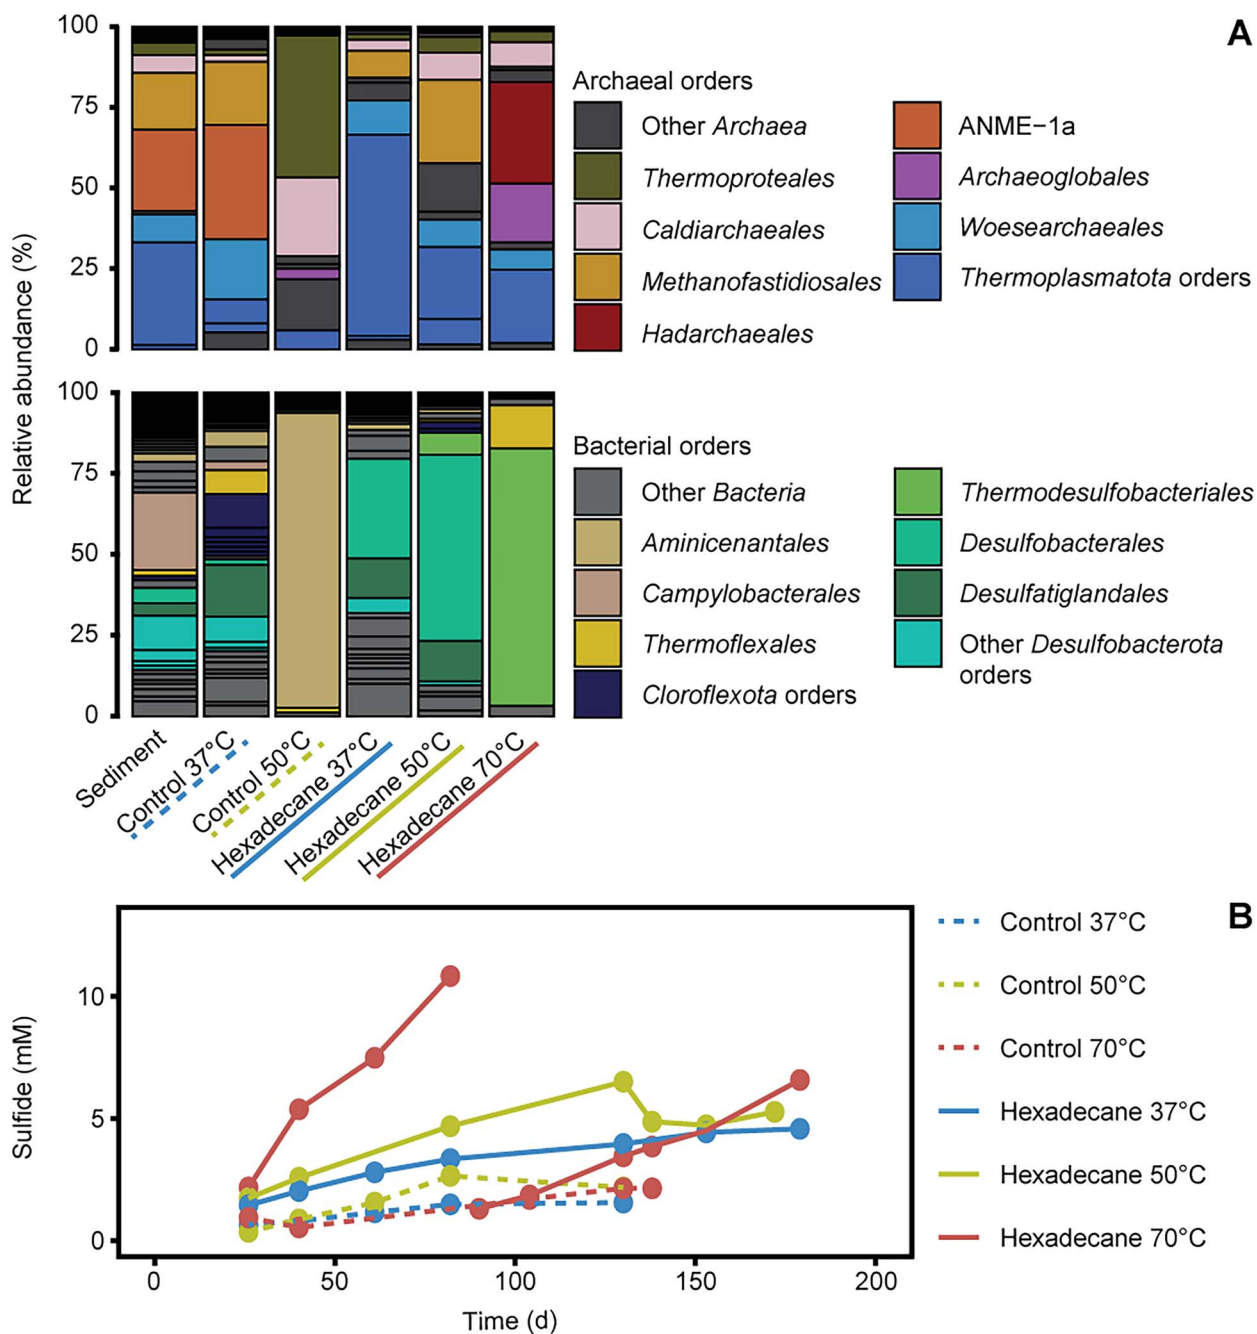 A
Relative abundance (%)
100
75
50
25
0
Archaeal orders
Other Archaea
Thermoproteales
Caldiarchaeales
Methanofastidiosales
Hadarchaeales
ANME−1a
Archaeoglobales
Woesearchaeales
Thermoplasmatota orders
100
75
50
25
0
Bacterial orders
Other Bacteria
Aminicenantales
Campylobacterales
Thermoflexales
Cloroflexota orders
Thermodesulfobacteriales
Desulfobacterales
Desulfatiglandales
Other Desulfobacterota
orders
Sediment
Control 37°C
Control 50°C
Hexadecane 37°C
Hexadecane 50°C
Hexadecane 70°C
B
Sulfide (mM)
10
5
0
0
50
100
150
200
Time (d)
Control 37°C
Control 50°C
Control 70°C
Hexadecane 37°C
Hexadecane 50°C
Hexadecane 70°C